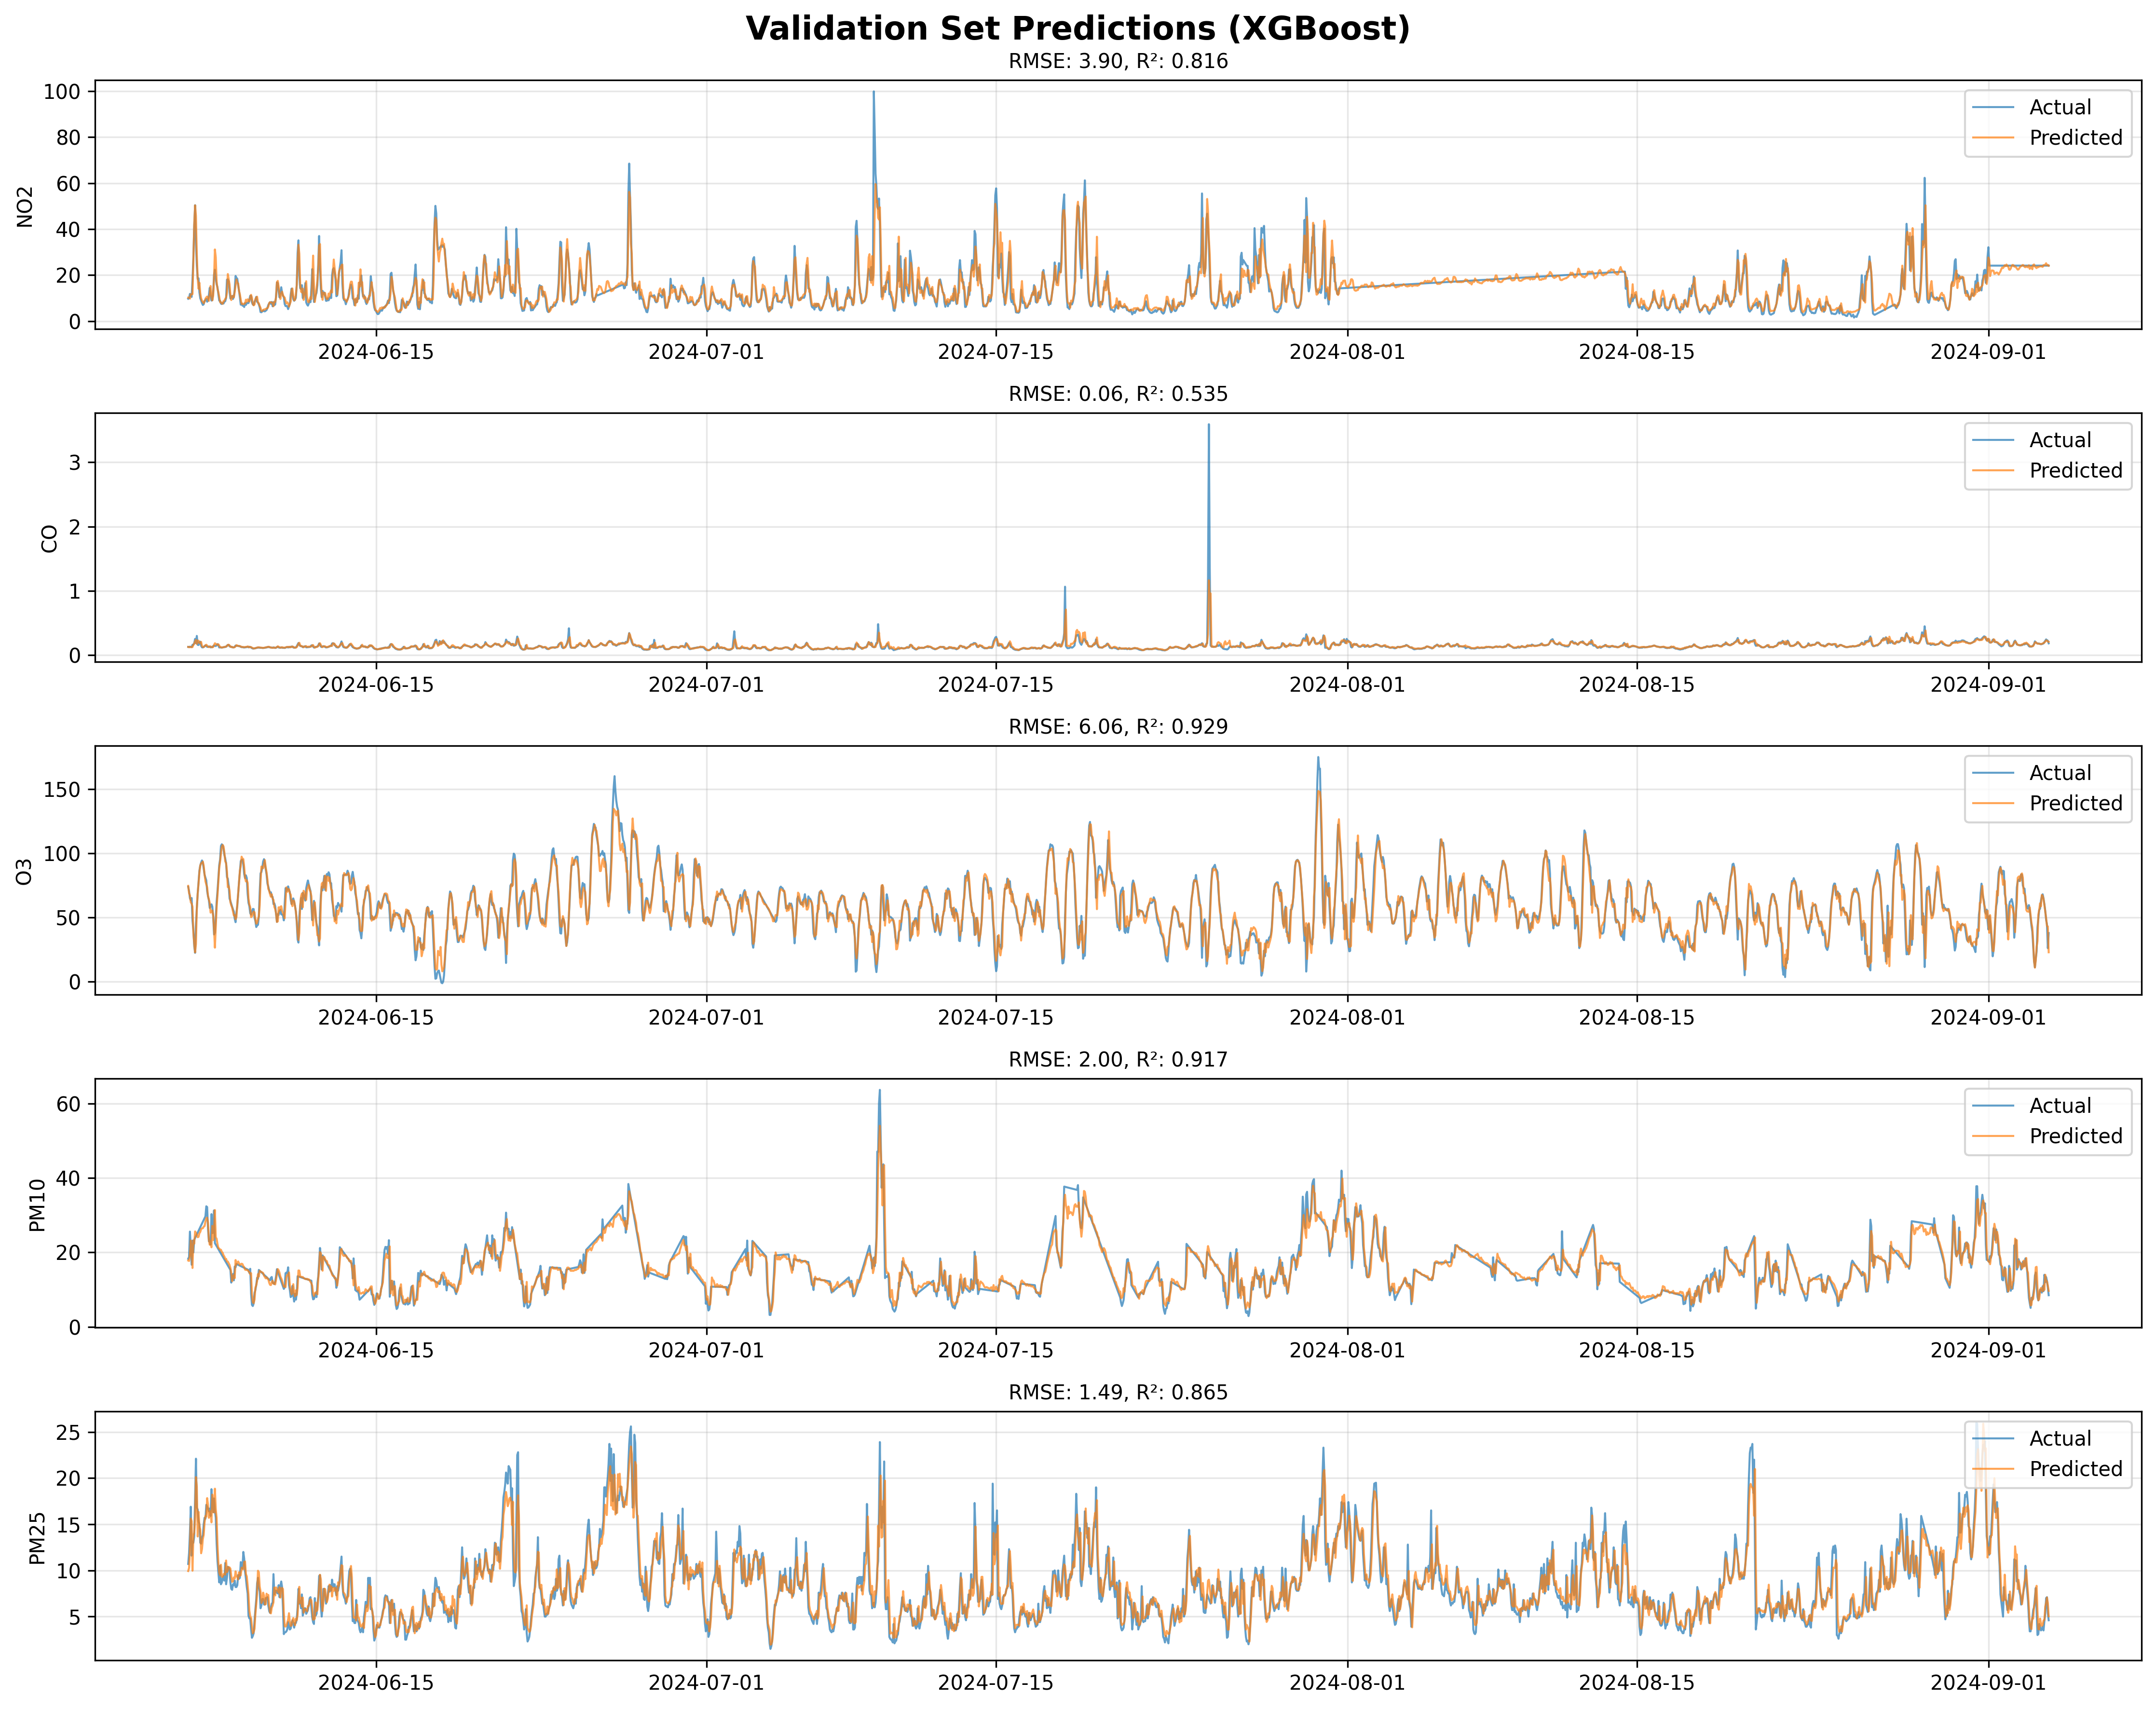 Validation Set Predictions (XGBoost)
RMSE: 3.90, R²: 0.816
NO2
100
80
60
40
20
0
Actual
Predicted
2024-06-15
2024-07-01
2024-07-15
2024-08-01
2024-08-15
2024-09-01
RMSE: 0.06, R²: 0.535
CO
3
2
1
0
Actual
Predicted
2024-06-15
2024-07-01
2024-07-15
2024-08-01
2024-08-15
2024-09-01
RMSE: 6.06, R²: 0.929
O3
150
100
50
0
Actual
Predicted
2024-06-15
2024-07-01
2024-07-15
2024-08-01
2024-08-15
2024-09-01
RMSE: 2.00, R²: 0.917
PM10
60
40
20
0
Actual
Predicted
2024-06-15
2024-07-01
2024-07-15
2024-08-01
2024-08-15
2024-09-01
RMSE: 1.49, R²: 0.865
PM25
25
20
15
10
5
Actual
Predicted
2024-06-15
2024-07-01
2024-07-15
2024-08-01
2024-08-15
2024-09-01